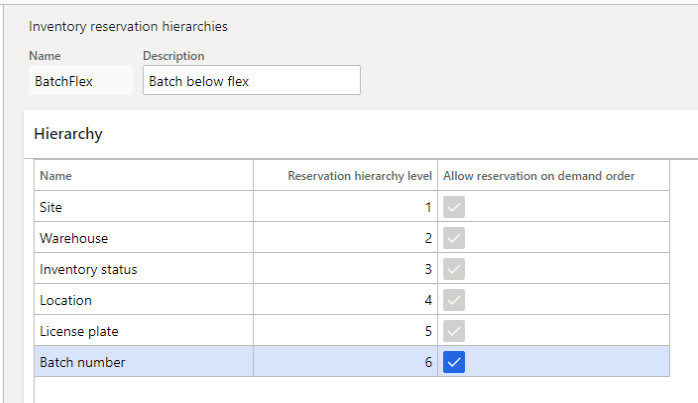 Inventory reservation hierarchies
Name Description
BatchFlex Batch below flex
Hierarchy
Name Reservation hierarchy level Allow reservation on demand order
Site 1
Warehouse 2
Inventory status 3
Location 4
License plate 5
Batch number 6